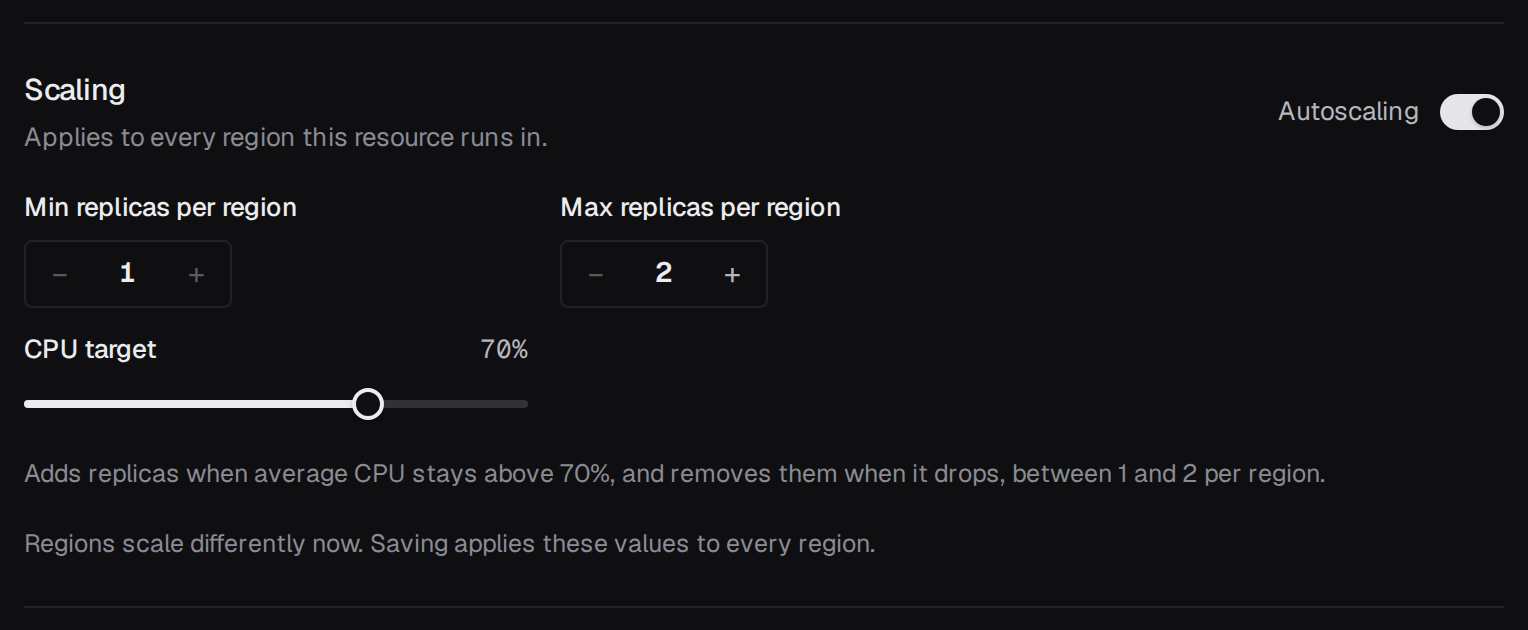 Scaling
Applies to every region this resource runs in.
Autoscaling
Min replicas per region
Max replicas per region
− 1 +
− 2 +
CPU target
70%
Adds replicas when average CPU stays above 70%, and removes them when it drops, between 1 and 2 per region.
Regions scale differently now. Saving applies these values to every region.